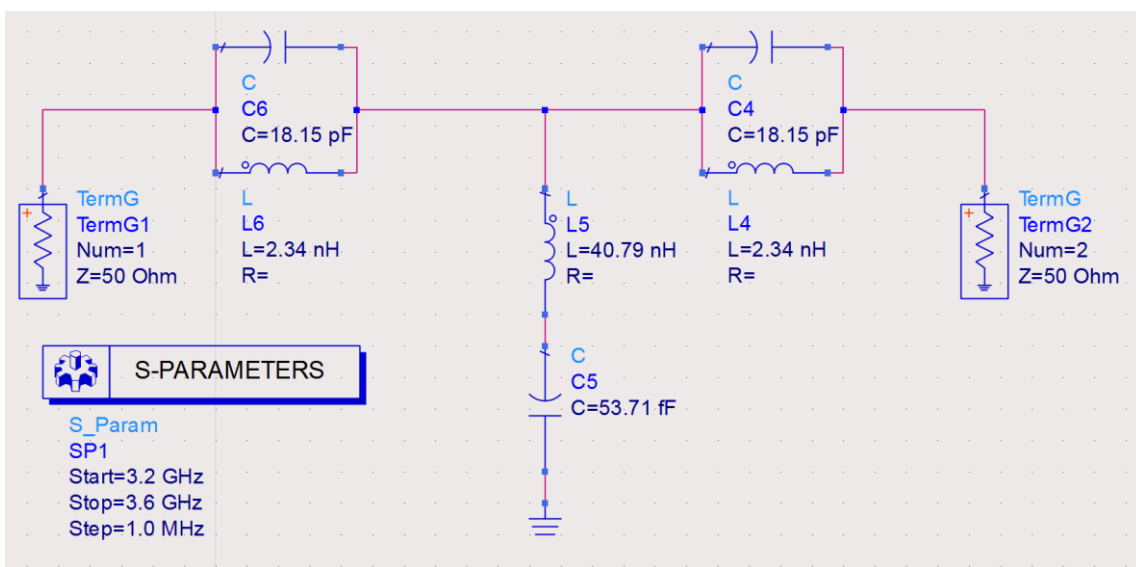 C
C6
C=18.15 pF
C
C4
C=18.15 pF
TermG
TermG1
Num=1
Z=50 Ohm
L
L6
L=2.34 nH
R=
L
L5
L=40.79 nH
R=
L
L4
L=2.34 nH
R=
TermG
TermG2
Num=2
Z=50 Ohm
S-PARAMETERS
S_Param
SP1
Start=3.2 GHz
Stop=3.6 GHz
Step=1.0 MHz
C
C5
C=53.71 fF